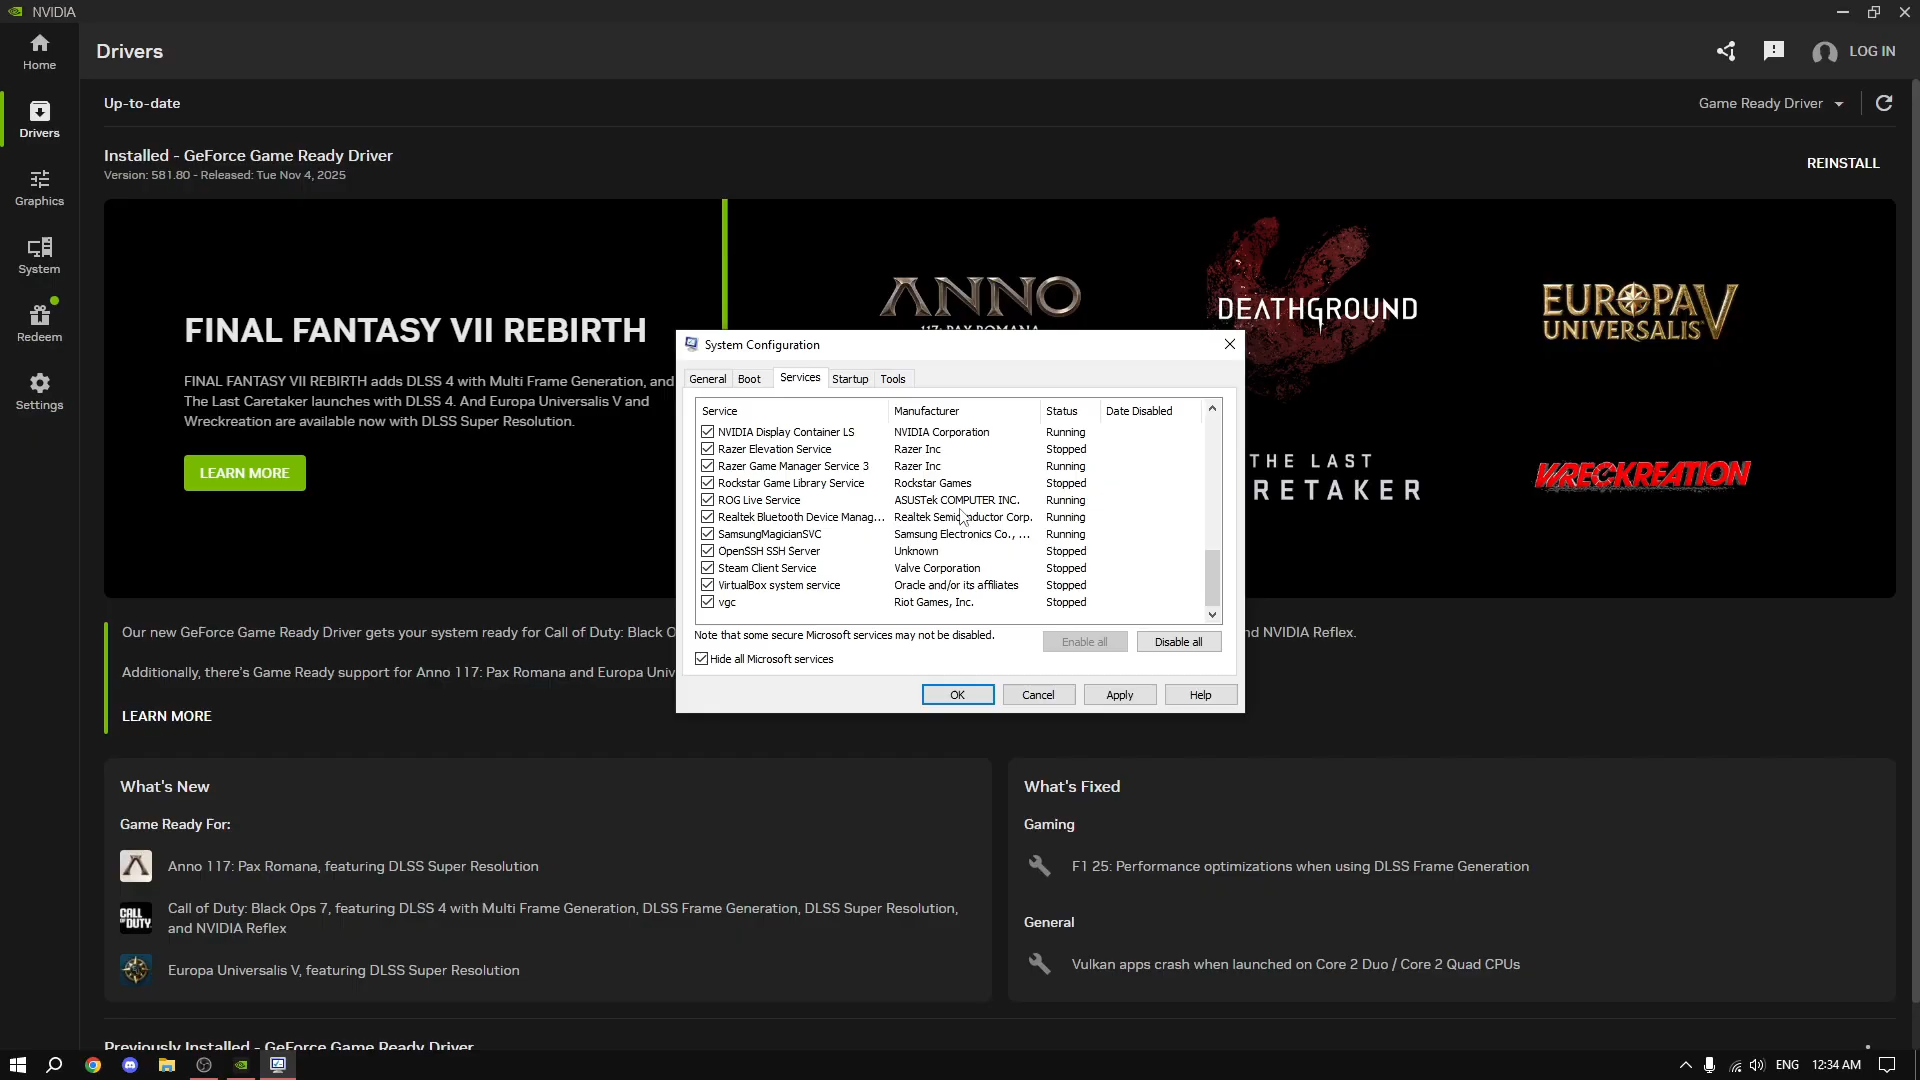 NVIDIA
Home
Drivers
Graphics
System
Redeem
Settings
Drivers
LOG IN
Up-to-date
Game Ready Driver
Installed - GeForce Game Ready Driver
Version: 581.80 - Released: Tue Nov 4, 2025
REINSTALL
FINAL FANTASY VII REBIRTH
FINAL FANTASY VII REBIRTH adds DLSS 4 with Multi Frame Generation, and
The Last Caretaker launches with DLSS 4. And Europa Universalis V and
Wreckreation are available now with DLSS Super Resolution.
LEARN MORE
ANNO
117: PAX ROMANA
DEATHGROUND
EUROPA V
UNIVERSALIS
THE LAST
RETAKER
WRECKREATION
System Configuration
General
Boot
Services
Startup
Tools
Service Manufacturer Status Date Disabled
NVIDIA Display Container LS NVIDIA Corporation Running
Razer Elevation Service Razer Inc Stopped
Razer Game Manager Service 3 Razer Inc Running
Rockstar Game Library Service Rockstar Games Stopped
ROG Live Service ASUSTek COMPUTER INC. Running
Realtek Bluetooth Device Manag... Realtek Semiconductor Corp. Running
SamsungMagicianSVC Samsung Electronics Co., ... Running
OpenSSH SSH Server Unknown Stopped
Steam Client Service Valve Corporation Stopped
VirtualBox system service Oracle and/or its affiliates Stopped
vgc Riot Games, Inc. Stopped
Note that some secure Microsoft services may not be disabled.
Enable all
Disable all
Hide all Microsoft services
OK
Cancel
Apply
Help
Our new GeForce Game Ready Driver gets your system ready for Call of Duty: Black O
nd NVIDIA Reflex.
Additionally, there's Game Ready support for Anno 117: Pax Romana and Europa Univ
LEARN MORE
What's New
Game Ready For:
Anno 117: Pax Romana, featuring DLSS Super Resolution
CALL OF DUTY
Call of Duty: Black Ops 7, featuring DLSS 4 with Multi Frame Generation, DLSS Frame Generation, DLSS Super Resolution,
and NVIDIA Reflex
Europa Universalis V, featuring DLSS Super Resolution
What's Fixed
Gaming
F1 25: Performance optimizations when using DLSS Frame Generation
General
Vulkan apps crash when launched on Core 2 Duo / Core 2 Quad CPUs
Previously Installed - GeForce Game Ready Driver
ENG
12:34 AM